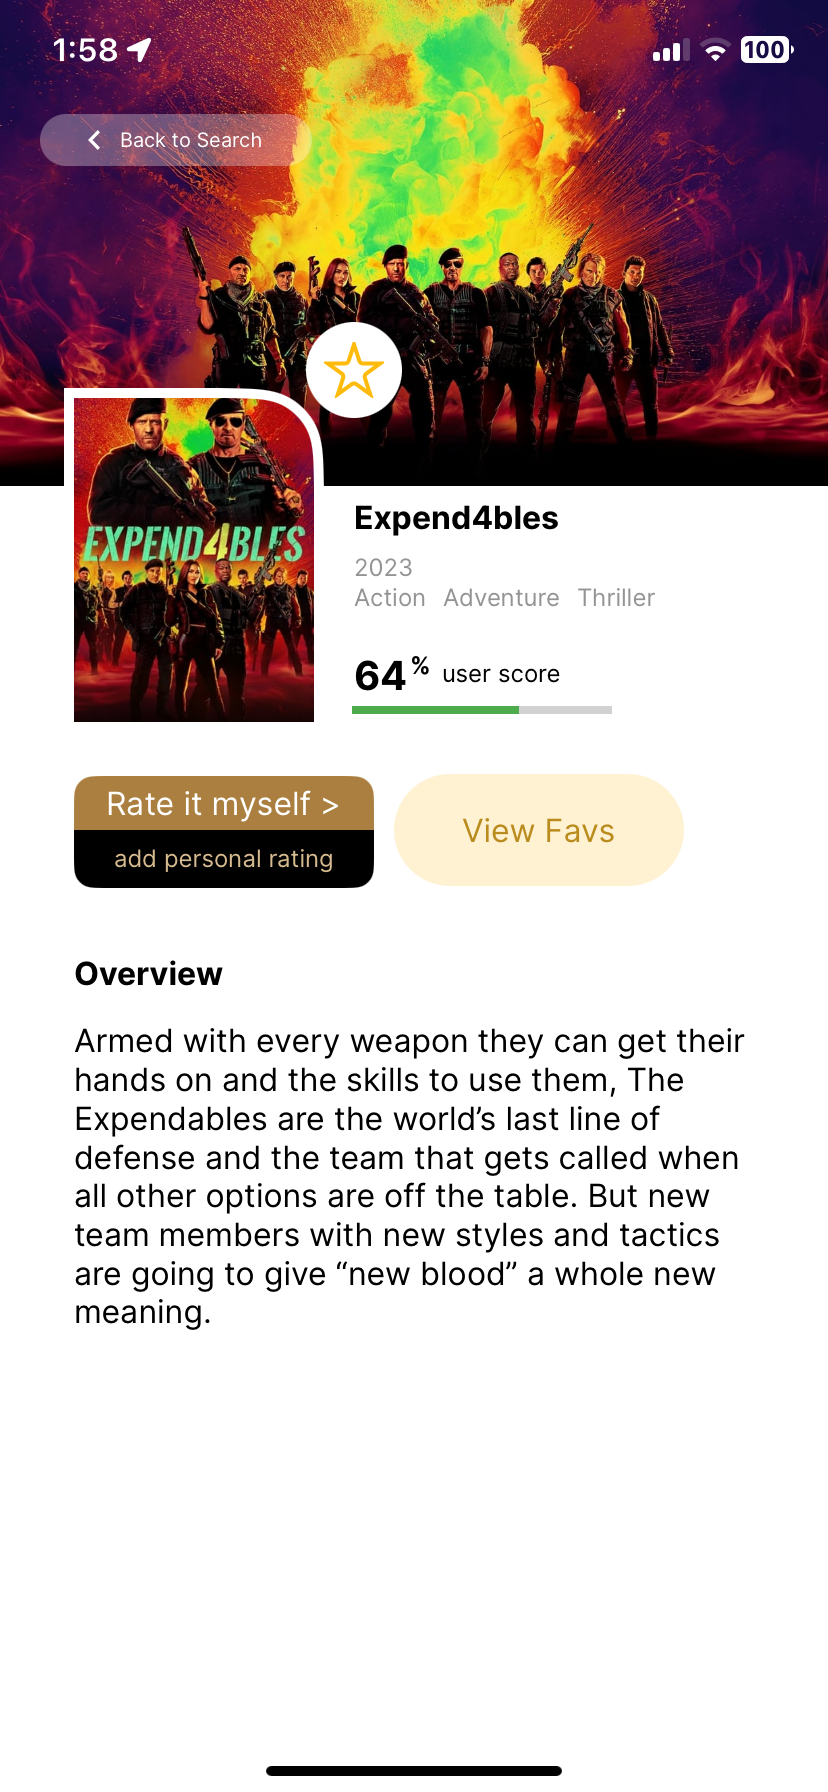 1:58
100
Back to Search
EXPEND4BLES
Expend4bles
2023
Action Adventure Thriller
64% user score
Rate it myself >
add personal rating
View Favs
Overview
Armed with every weapon they can get their
hands on and the skills to use them, The
Expendables are the world’s last line of
defense and the team that gets called when
all other options are off the table. But new
team members with new styles and tactics
are going to give “new blood” a whole new
meaning.